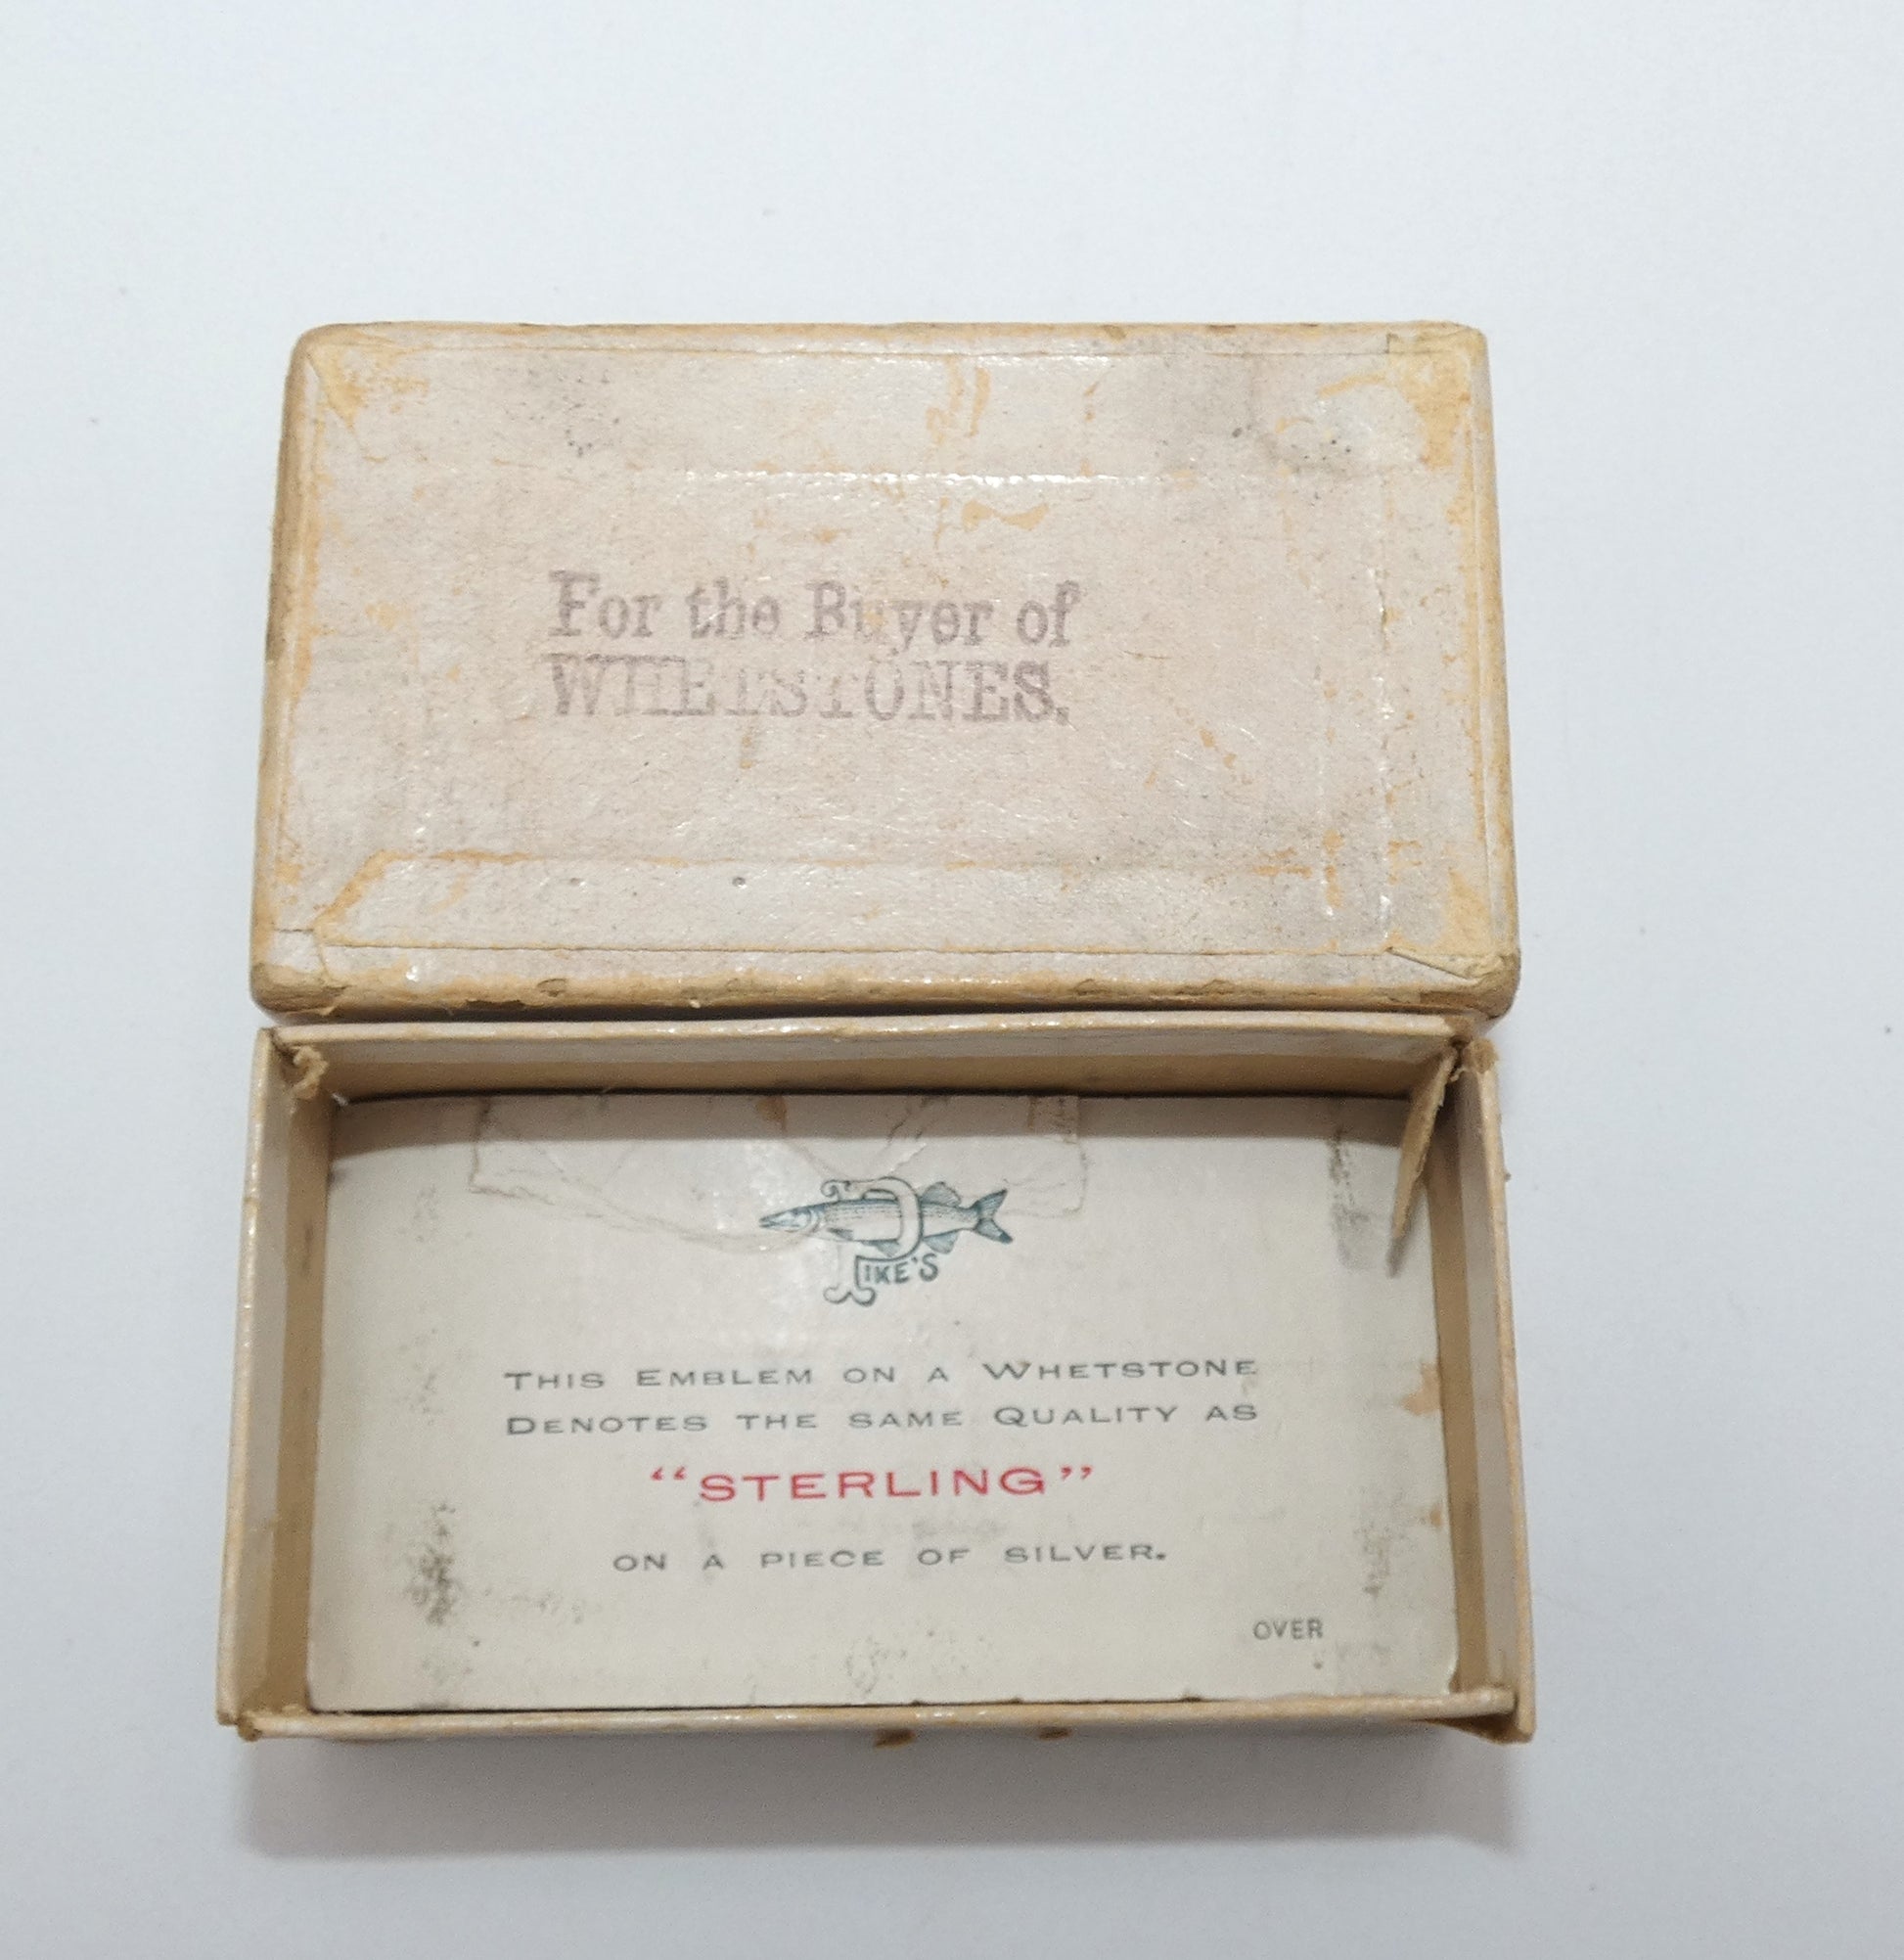 For the Buyer of
WHETSTONES.
PIKE'S
THIS EMBLEM ON A WHETSTONE
DENOTES THE SAME QUALITY AS
“STERLING”
ON A PIECE OF SILVER.
OVER